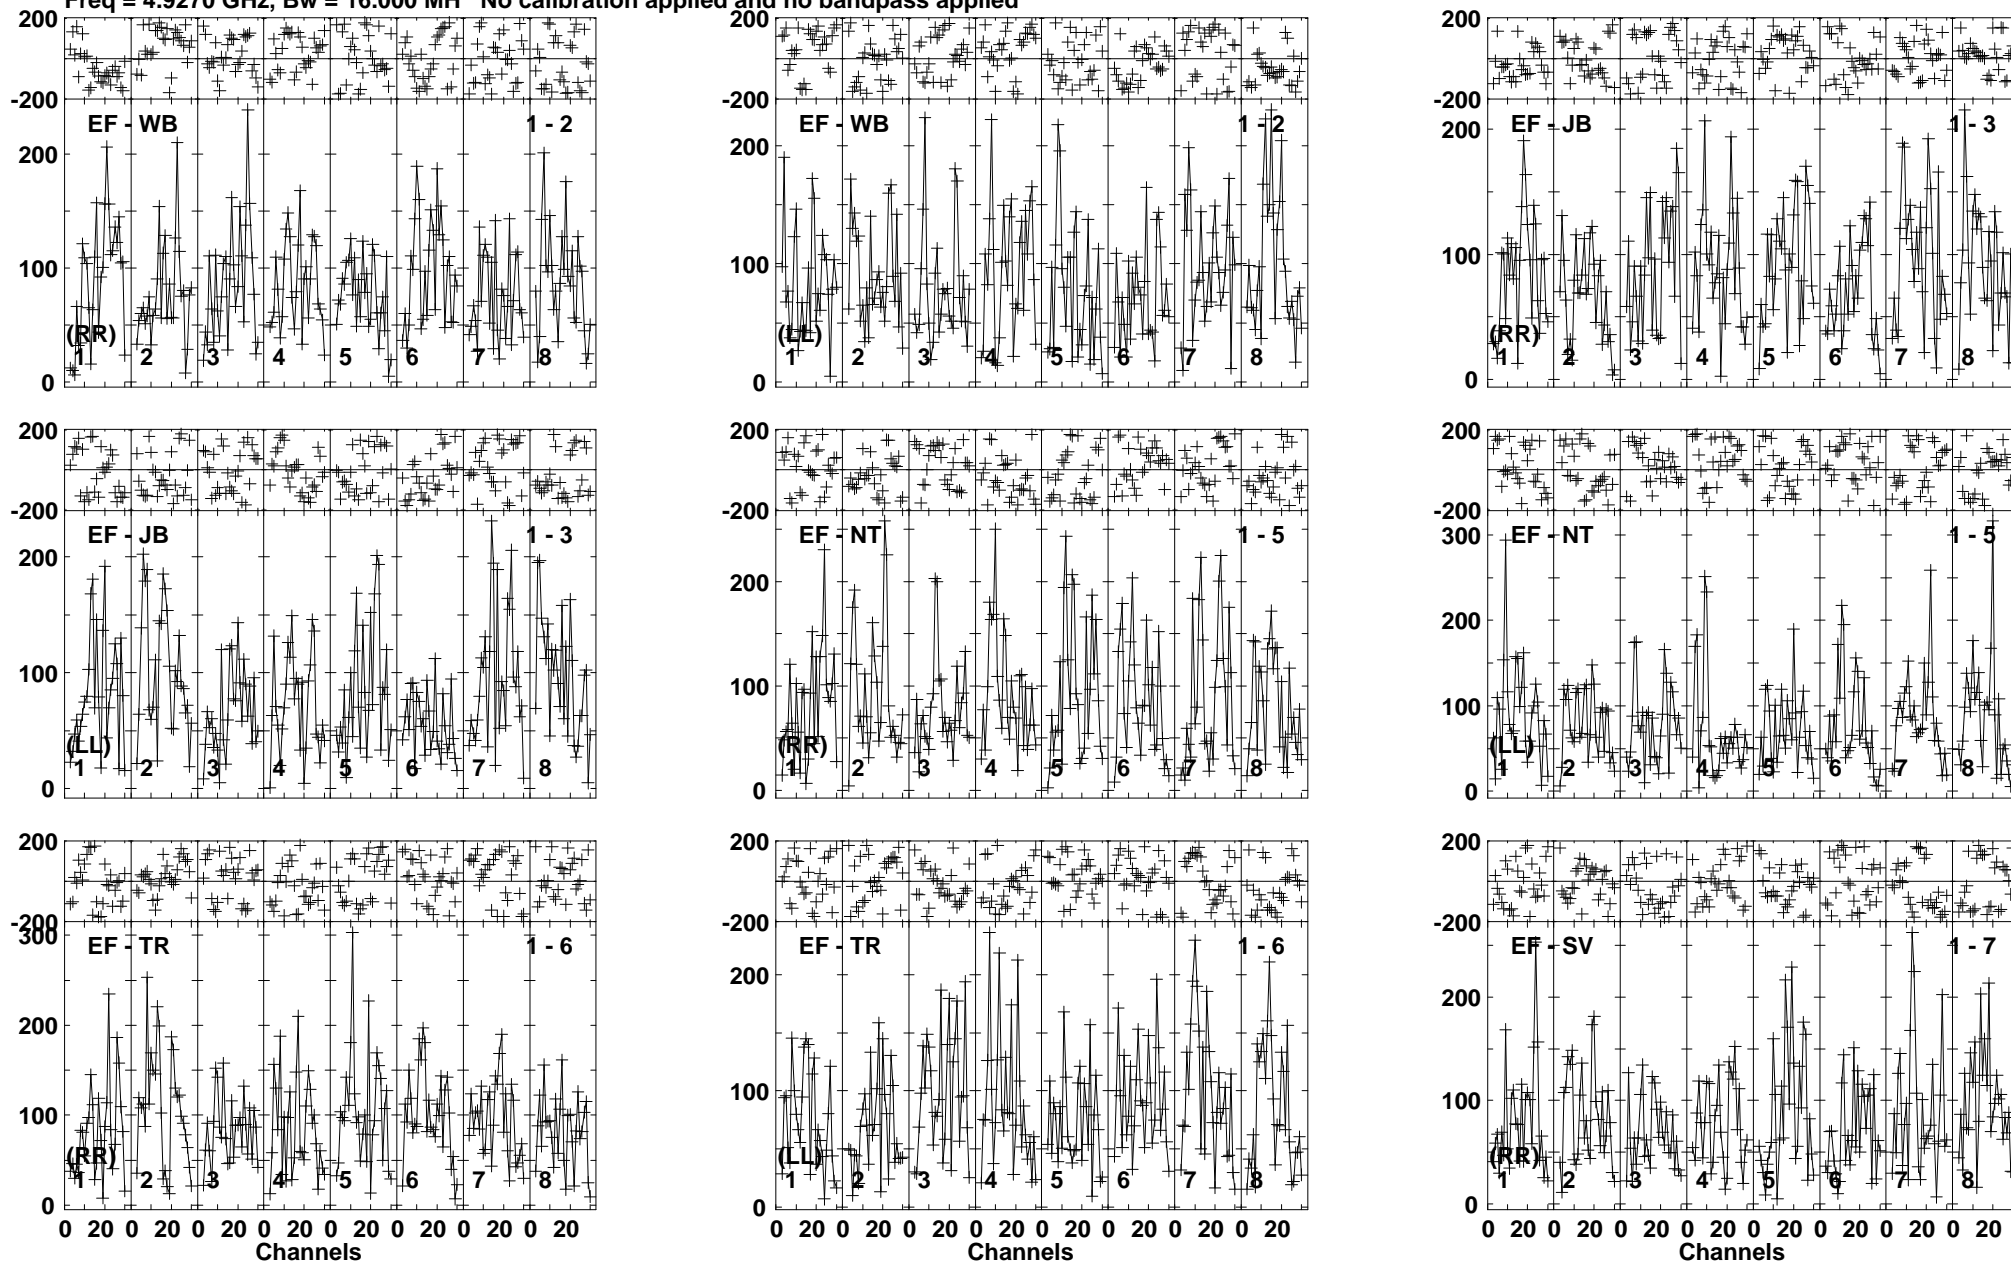 Freq = 4.9270 GHz, Bw = 16.000 MH No calibration applied and no bandpass applied
200 200 200
-200 -200 -200
EF - WB 1 - 2 EF - WB 1 - 2 EF - JB 1 - 3
200 200 200
100 100 100
(RR) (LL) (RR)
1 2 3 4 5 6 7 8 1 2 3 4 5 6 7 8 1 2 3 4 5 6 7 8
0 0 0
200 200 200
-200 -200 -200
EF - JB 1 - 3 EF - NT 1 - 5 EF - NT 1 - 5
300
200 200 200
100 100 100
(LL) (RR) (LL)
1 2 3 4 5 6 7 8 1 2 3 4 5 6 7 8 1 2 3 4 5 6 7 8
0 0 0
200 200 200
-200 -200 -200
300
EF - TR 1 - 6 EF - TR 1 - 6 EF - SV 1 - 7
200 200 200
100 100 100
(RR) (LL) (RR)
1 2 3 4 5 6 7 8 1 2 3 4 5 6 7 8 1 2 3 4 5 6 7 8
0 0 0
0 20 0 20 0 20 0 20 0 20 0 20 0 20 0 20 0 20 0 20 0 20 0 20 0 20 0 20 0 20 0 20 0 20 0 20 0 20 0 20 0 20 0 20 0 20 0 20
Channels Channels Channels